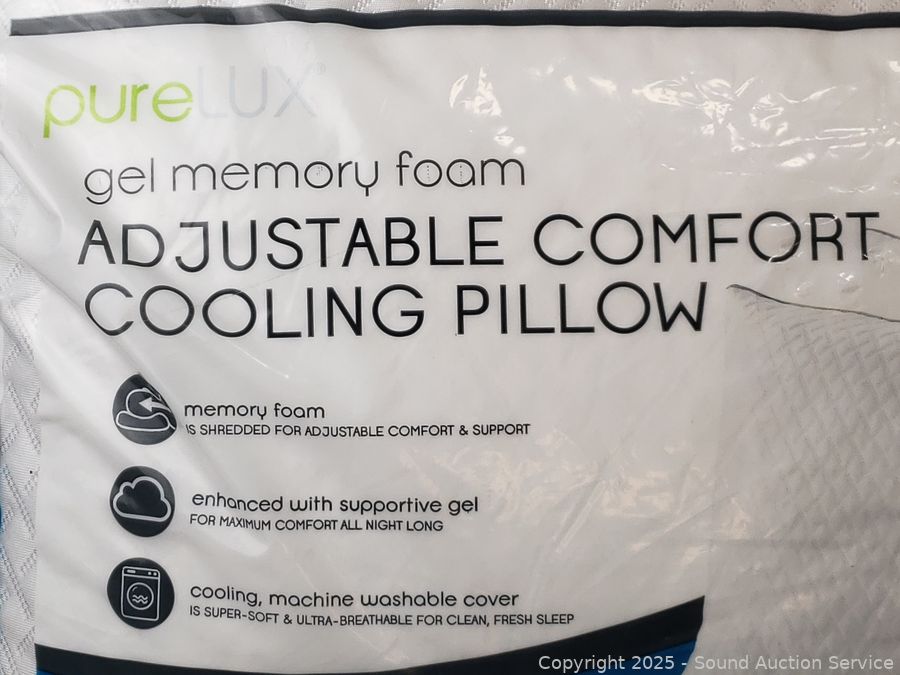 pureLUX®
gel memory foam
ADJUSTABLE COMFORT
COOLING PILLOW
memory foam
IS SHREDDED FOR ADJUSTABLE COMFORT & SUPPORT
enhanced with supportive gel
FOR MAXIMUM COMFORT ALL NIGHT LONG
cooling, machine washable cover
IS SUPER-SOFT & ULTRA-BREATHABLE FOR CLEAN, FRESH SLEEP
Copyright 2025 - Sound Auction Service